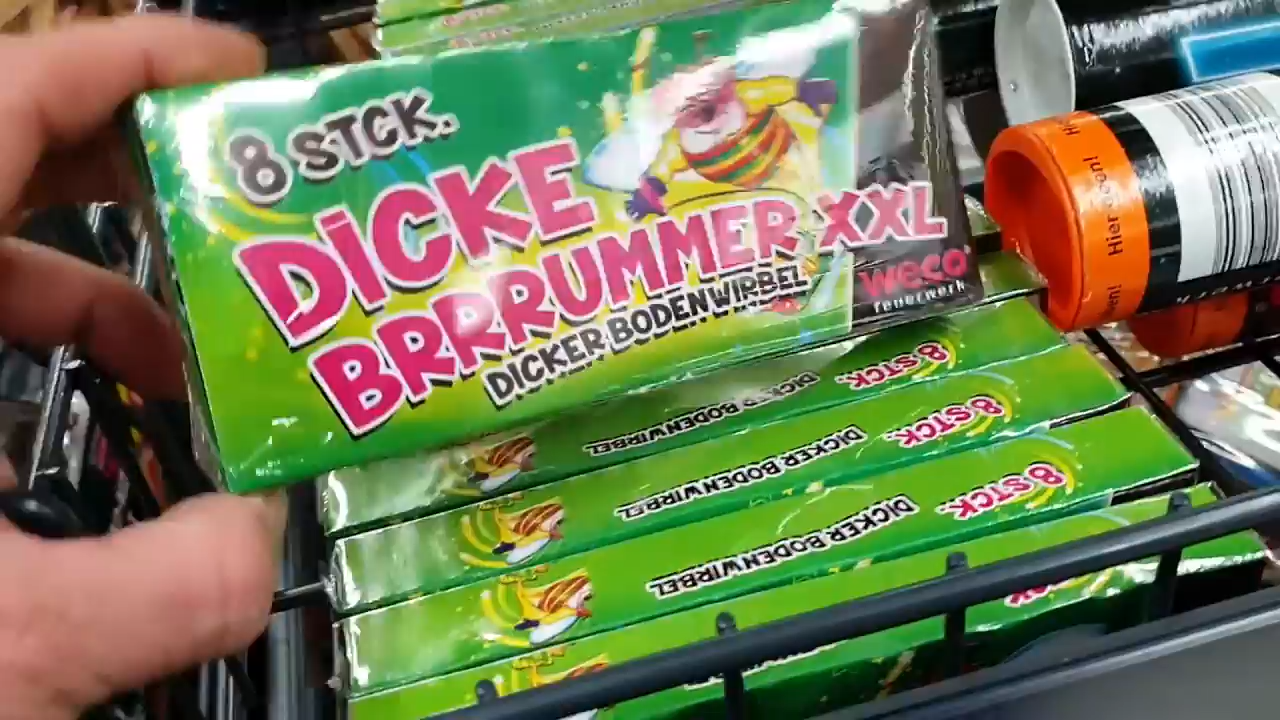 8 STCK.
DICKE
BRRRUMMER XXL
DICKER BODENWIRBEL
weco
feuerwerk
Hier
8 STCK.
DICKER BODENWIRBEL
8 STCK.
DICKER BODENWIRBEL
8 STCK.
DICKER BODENWIRBEL